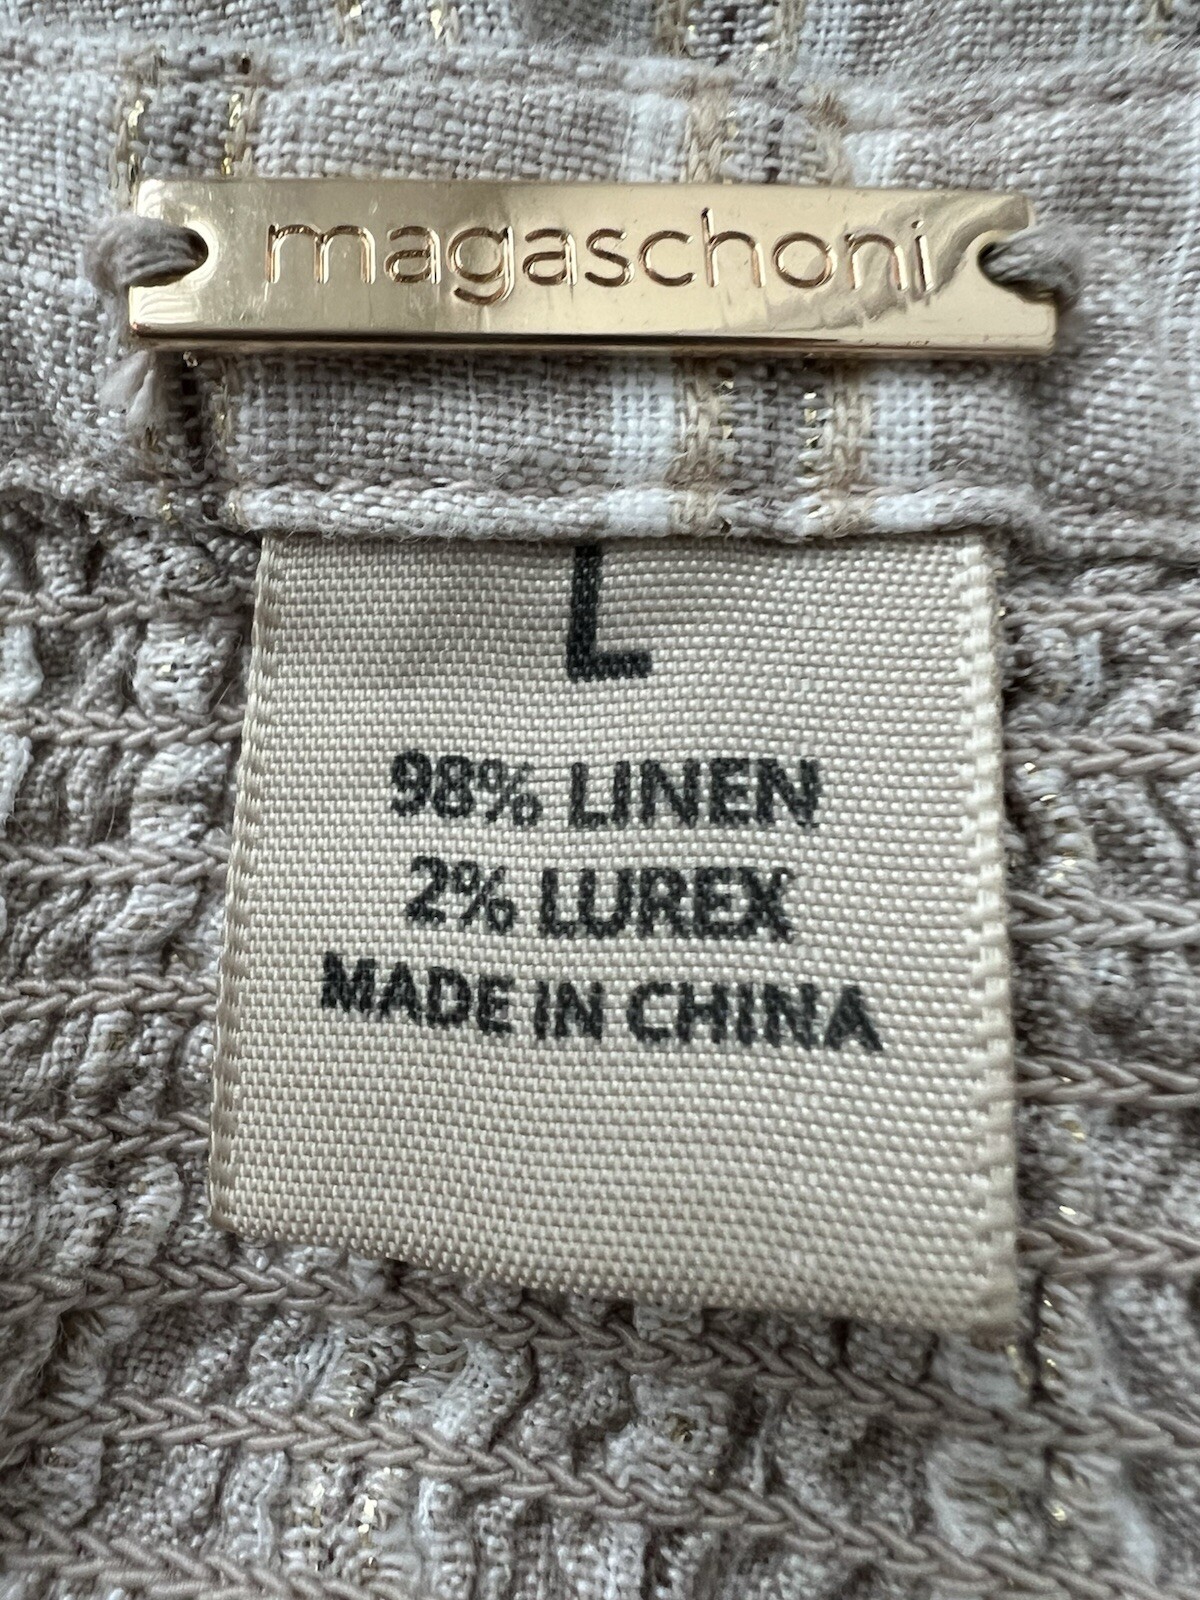 magaschoni
L
98% LINEN
2% LUREX
MADE IN CHINA